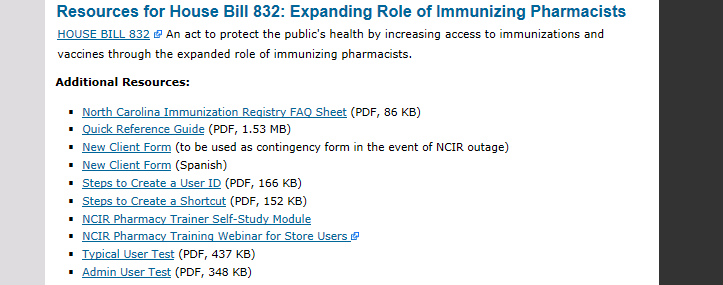 Resources for House Bill 832: Expanding Role of Immunizing Pharmacists
HOUSE BILL 832 An act to protect the public's health by increasing access to immunizations and
vaccines through the expanded role of immunizing pharmacists.
Additional Resources:
North Carolina Immunization Registry FAQ Sheet (PDF, 86 KB)
Quick Reference Guide (PDF, 1.53 MB)
New Client Form (to be used as contingency form in the event of NCIR outage)
New Client Form (Spanish)
Steps to Create a User ID (PDF, 166 KB)
Steps to Create a Shortcut (PDF, 152 KB)
NCIR Pharmacy Trainer Self-Study Module
NCIR Pharmacy Training Webinar for Store Users
Typical User Test (PDF, 437 KB)
Admin User Test (PDF, 348 KB)